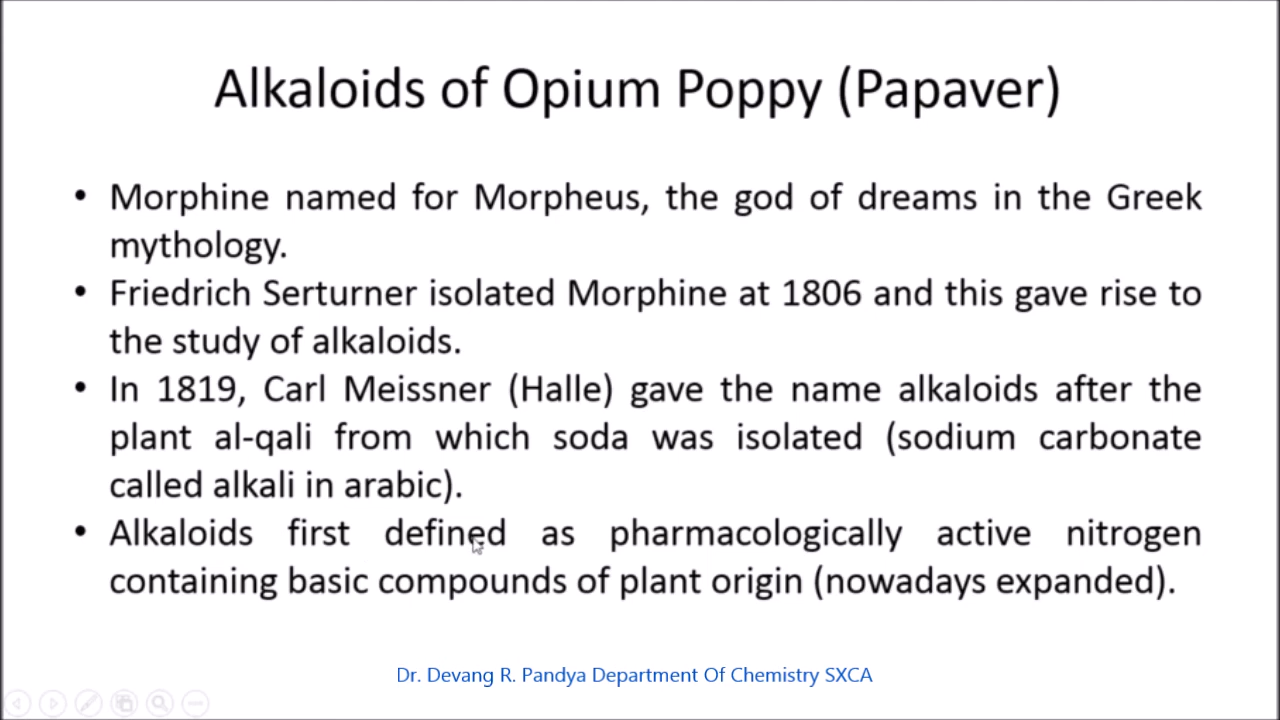 Alkaloids of Opium Poppy (Papaver)
• Morphine named for Morpheus, the god of dreams in the Greek
mythology.
• Friedrich Serturner isolated Morphine at 1806 and this gave rise to
the study of alkaloids.
• In 1819, Carl Meissner (Halle) gave the name alkaloids after the
plant al-qali from which soda was isolated (sodium carbonate
called alkali in arabic).
• Alkaloids first defined as pharmacologically active nitrogen
containing basic compounds of plant origin (nowadays expanded).
Dr. Devang R. Pandya Department Of Chemistry SXCA